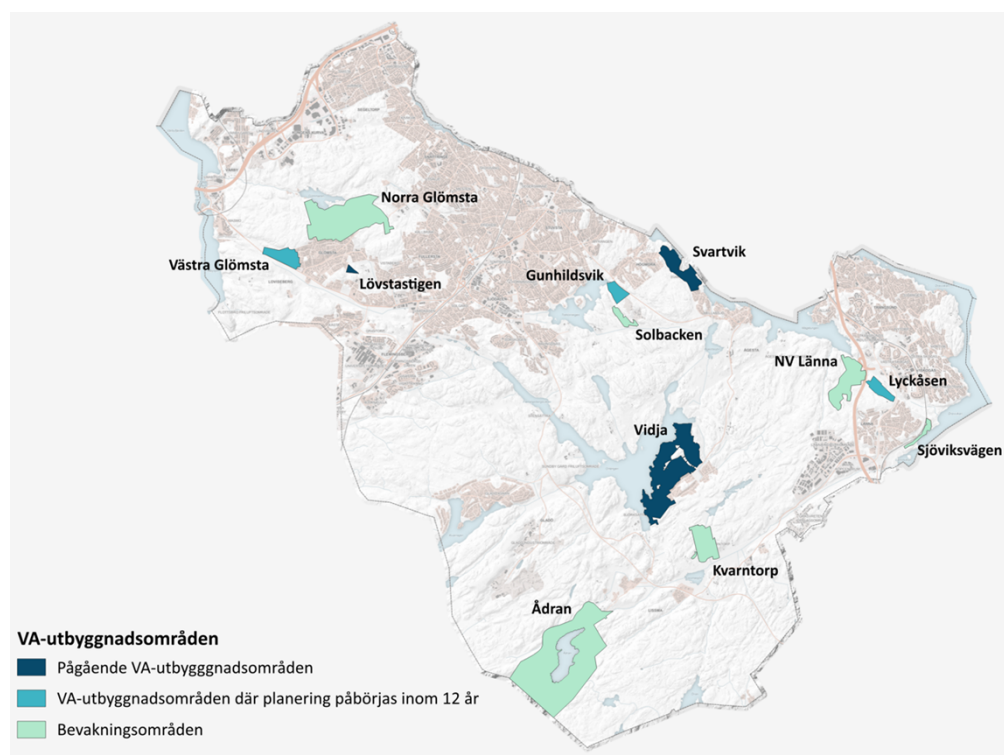 Norra Glömsta
Västra Glömsta
Lövstastigen
Svartvik
Gunhildsvik
Solbacken
NV Länna
Lyckåsen
Sjöviksvägen
Vidja
Kvarntorp
Ådran
VA-utbyggnadsområden
Pågående VA-utbygggnadsområden
VA-utbyggnadsområden där planering påbörjas inom 12 år
Bevakningsområden